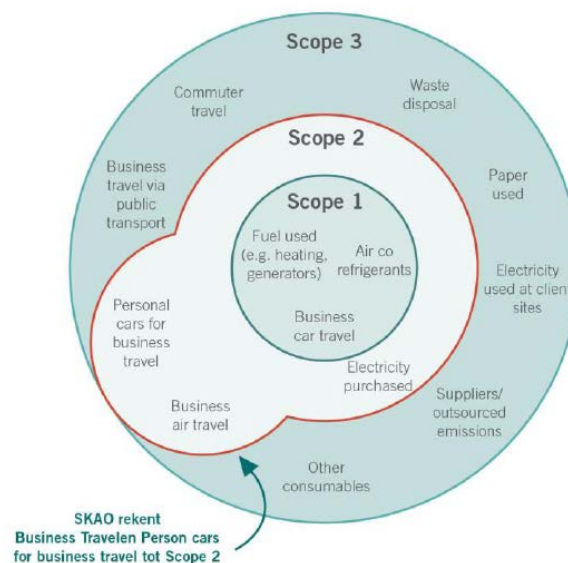 Scope 3
Commuter
travel
Waste
disposal
Scope 2
Business
travel via
public
transport
Paper
used
Scope 1
Fuel used
(e.g. heating,
generators)
Air co
refrigerants
Electricity
used at client
sites
Business
car travel
Personal
cars for
business
travel
Electricity
purchased
Business
air travel
Suppliers/
outsourced
emissions
Other
consumables
SKAO rekent
Business Travelen Person cars
for business travel tot Scope 2